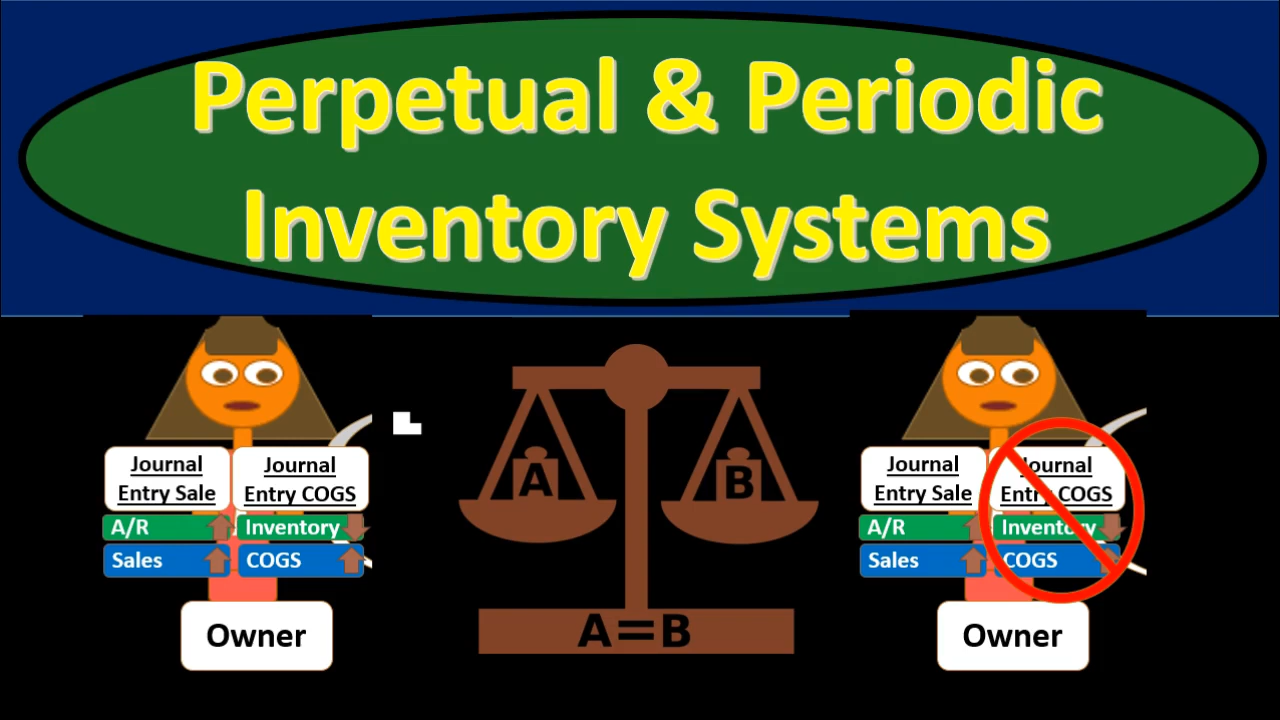 Perpetual & Periodic
Inventory Systems
Journal
Entry Sale
Journal
Entry COGS
A/R
Inventory
Sales
COGS
Owner
A
B
A=B
Journal
Entry Sale
Journal
Entry COGS
A/R
Inventory
Sales
COGS
Owner